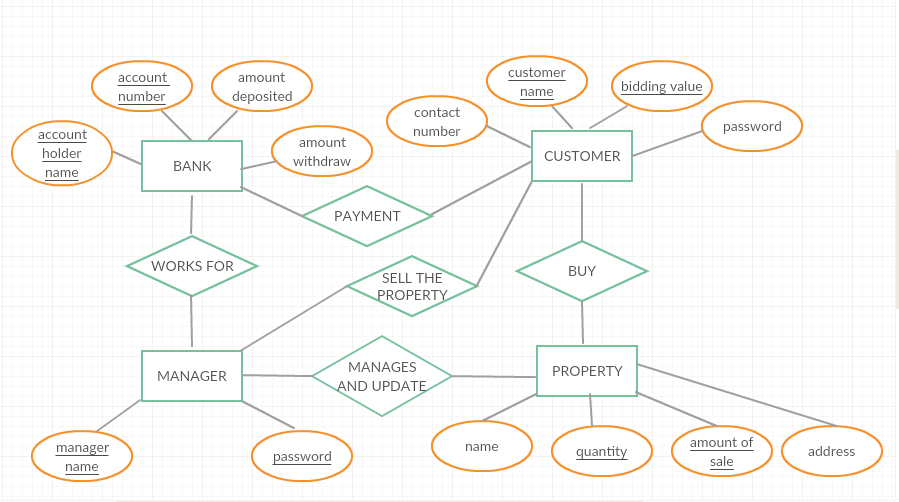 account
number
amount
deposited
customer
name
bidding value
contact
number
password
account
holder
name
amount
withdraw
BANK
CUSTOMER
PAYMENT
WORKS FOR
SELL THE
PROPERTY
BUY
MANAGER
MANAGES
AND UPDATE
PROPERTY
manager
name
password
name
quantity
amount of
sale
address